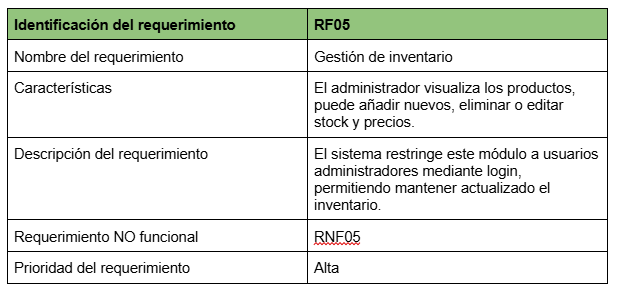 Identificación del requerimiento RF05
Nombre del requerimiento Gestión de inventario
Características El administrador visualiza los productos,
puede añadir nuevos, eliminar o editar
stock y precios.
Descripción del requerimiento El sistema restringe este módulo a usuarios
administradores mediante login,
permitiendo mantener actualizado el
inventario.
Requerimiento NO funcional RNF05
Prioridad del requerimiento Alta